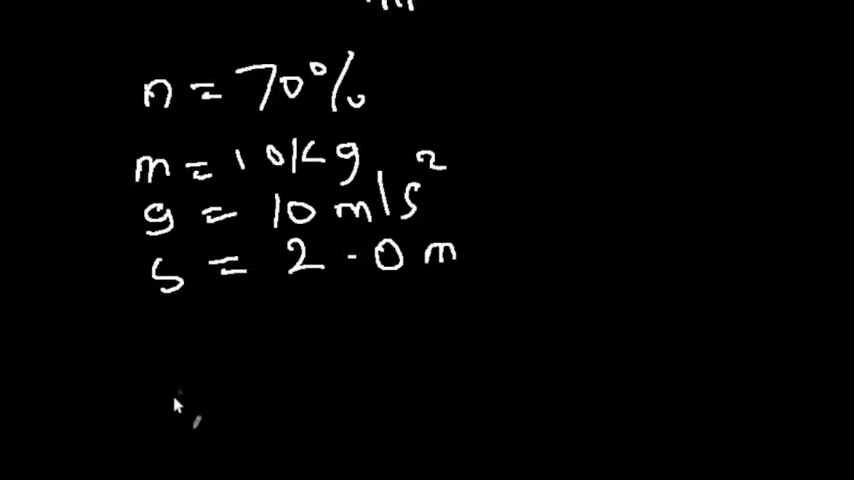 n = 70%
m = 10kg
g = 10 m/s²
s = 2.0 m